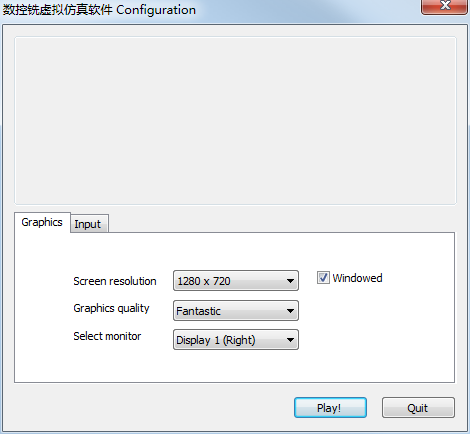 数控铣虚拟仿真软件 Configuration
Graphics
Input
Screen resolution
1280 x 720
Windowed
Graphics quality
Fantastic
Select monitor
Display 1 (Right)
Play!
Quit